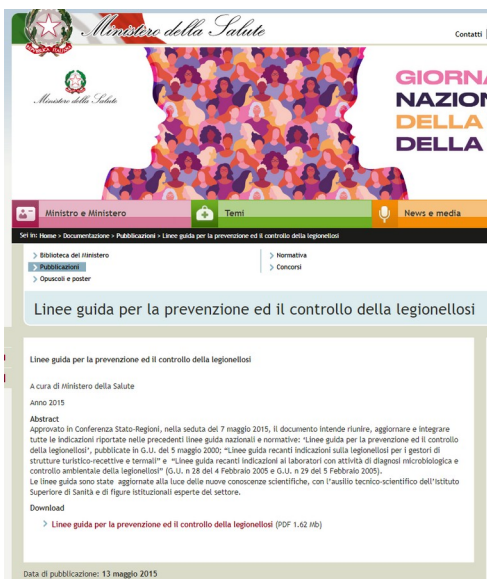 Ministero della Salute
Contatti
Ministero della Salute
GIORNA
NAZION
DELLA
DELLA
Ministro e Ministero
Temi
News e media
Sei in: Home > Documentazione > Pubblicazioni > Linee guida per la prevenzione ed il controllo della legionellosi
Biblioteca del Ministero
Normativa
Pubblicazioni
Concorsi
Opuscoli e poster
Linee guida per la prevenzione ed il controllo della legionellosi
Linee guida per la prevenzione ed il controllo della legionellosi
A cura di Ministero della Salute
Anno 2015
Abstract
Approvato in Conferenza Stato-Regioni, nella seduta del 7 maggio 2015, il documento intende riunire, aggiornare e integrare
tutte le indicazioni riportate nelle precedenti linee guida nazionali e normative: "Linee guida per la prevenzione ed il controllo
della legionellosi", pubblicate in G.U. del 5 maggio 2000; "Linee guida recanti indicazioni sulla legionellosi per i gestori di
strutture turistico-recettive e termali" e "Linee guida recanti indicazioni ai laboratori con attività di diagnosi microbiologica e
controllo ambientale della legionellosi" (G.U. n 28 del 4 Febbraio 2005 e G.U. n 29 del 5 Febbraio 2005).
Le linee guida sono state aggiornate alla luce delle nuove conoscenze scientifiche, con l'ausilio tecnico-scientifico dell'Istituto
Superiore di Sanità e di figure istituzionali esperte del settore.
Download
Linee guida per la prevenzione ed il controllo della legionellosi (PDF 1.62 Mb)
Data di pubblicazione: 13 maggio 2015